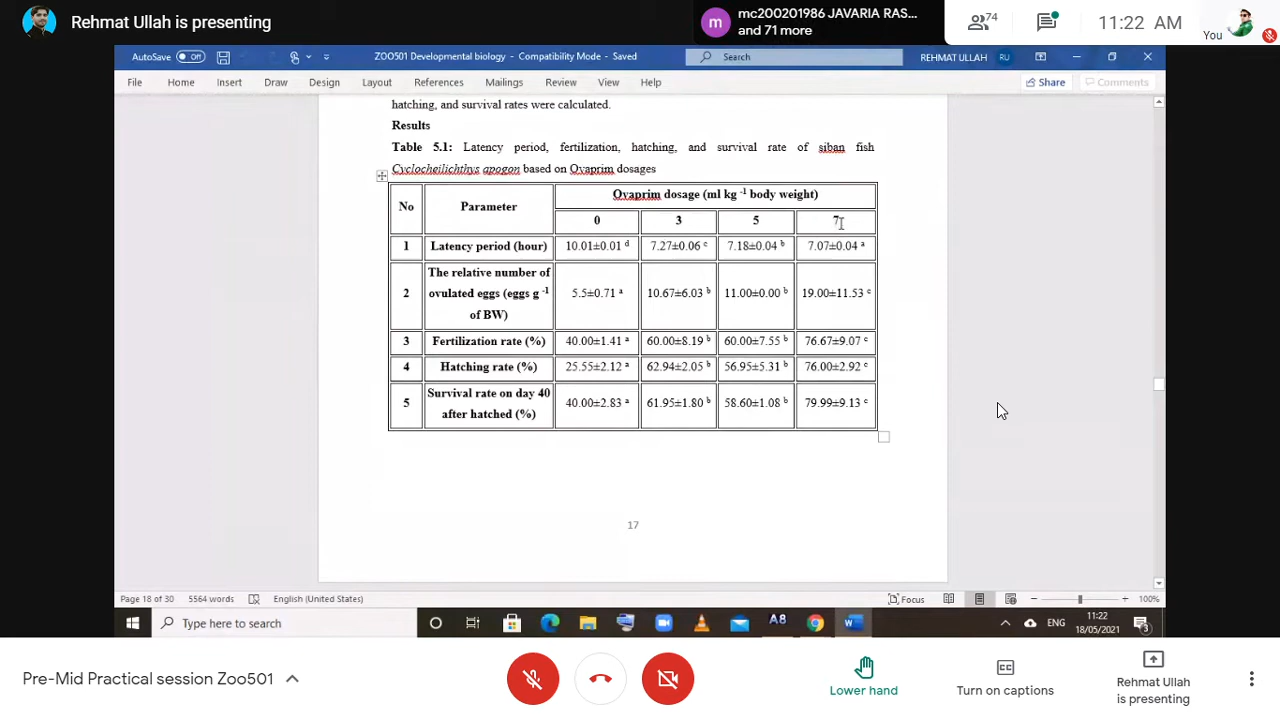 Rehmat Ullah is presenting
m
mc200201986 JAVARIA RAS...
and 71 more
74
11:22 AM
You
AutoSave Off
ZOO501 Developmental biology - Compatibility Mode - Saved
Search
REHMAT ULLAH RU
File Home Insert Draw Design Layout References Mailings Review View Help
Share Comments
hatching, and survival rates were calculated.
Results
Table 5.1: Latency period, fertilization, hatching, and survival rate of siban fish
Cyclocheilichthys apogon based on Ovaprim dosages
No Parameter Ovaprim dosage (ml kg -1 body weight)
0 3 5 7
1 Latency period (hour) 10.01±0.01 d 7.27±0.06 c 7.18±0.04 b 7.07±0.04 a
2 The relative number of
ovulated eggs (eggs g -1
of BW) 5.5±0.71 a 10.67±6.03 b 11.00±0.00 b 19.00±11.53 c
3 Fertilization rate (%) 40.00±1.41 a 60.00±8.19 b 60.00±7.55 b 76.67±9.07 c
4 Hatching rate (%) 25.55±2.12 a 62.94±2.05 b 56.95±5.31 b 76.00±2.92 c
5 Survival rate on day 40
after hatched (%) 40.00±2.83 a 61.95±1.80 b 58.60±1.08 b 79.99±9.13 c
17
Page 18 of 30 5564 words English (United States) Focus 100%
Type here to search
A8
ENG
11:22
18/05/2021
3
Pre-Mid Practical session Zoo501
Lower hand
Turn on captions
Rehmat Ullah
is presenting